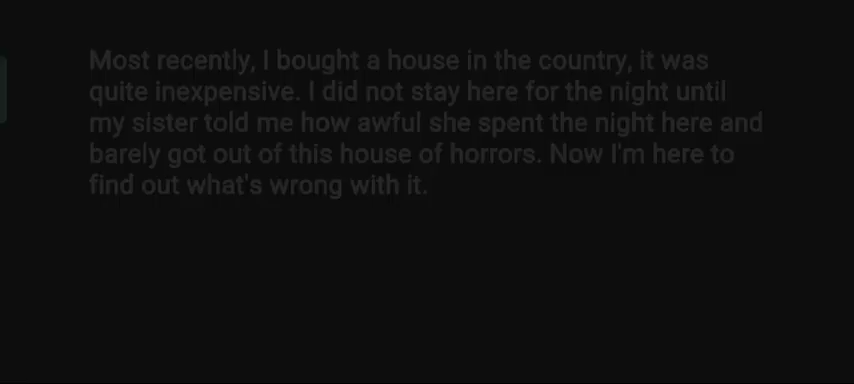 Most recently, I bought a house in the country, it was
quite inexpensive. I did not stay here for the night until
my sister told me how awful she spent the night here and
barely got out of this house of horrors. Now I'm here to
find out what's wrong with it.